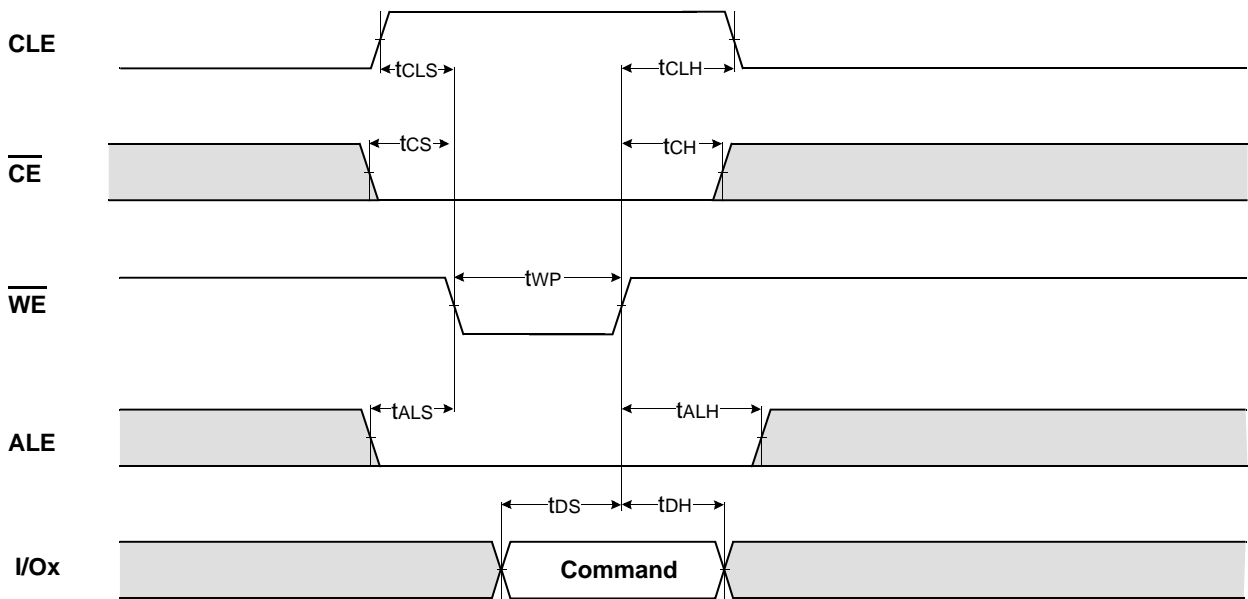 CLE
tCLS
tCLH
tCS
tCH
CE
tWP
WE
tALS
tALH
ALE
tDS
tDH
I/Ox
Command